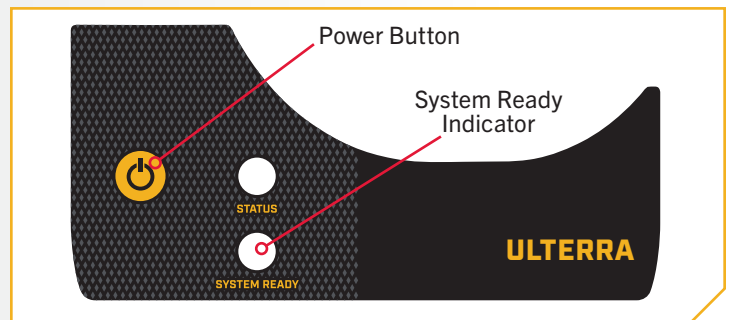 Power Button
System Ready
Indicator
STATUS
SYSTEM READY
ULTERRA